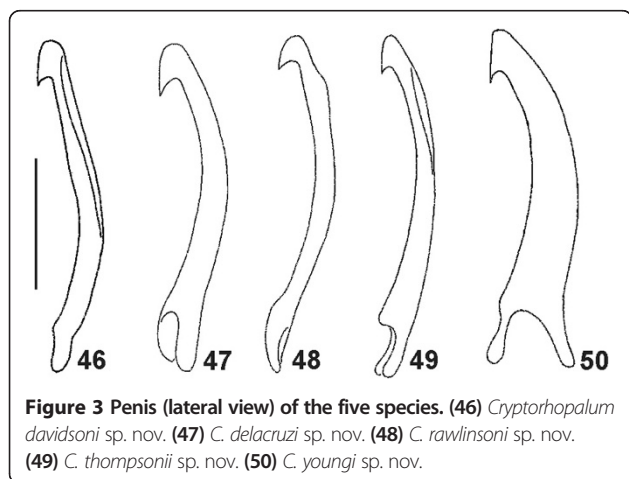 46 47 48 49 50
Figure 3 Penis (lateral view) of the five species. (46) Cryptorhopalum
davidsoni sp. nov. (47) C. delacruzi sp. nov. (48) C. rawlinsoni sp. nov.
(49) C. thompsonii sp. nov. (50) C. youngi sp. nov.